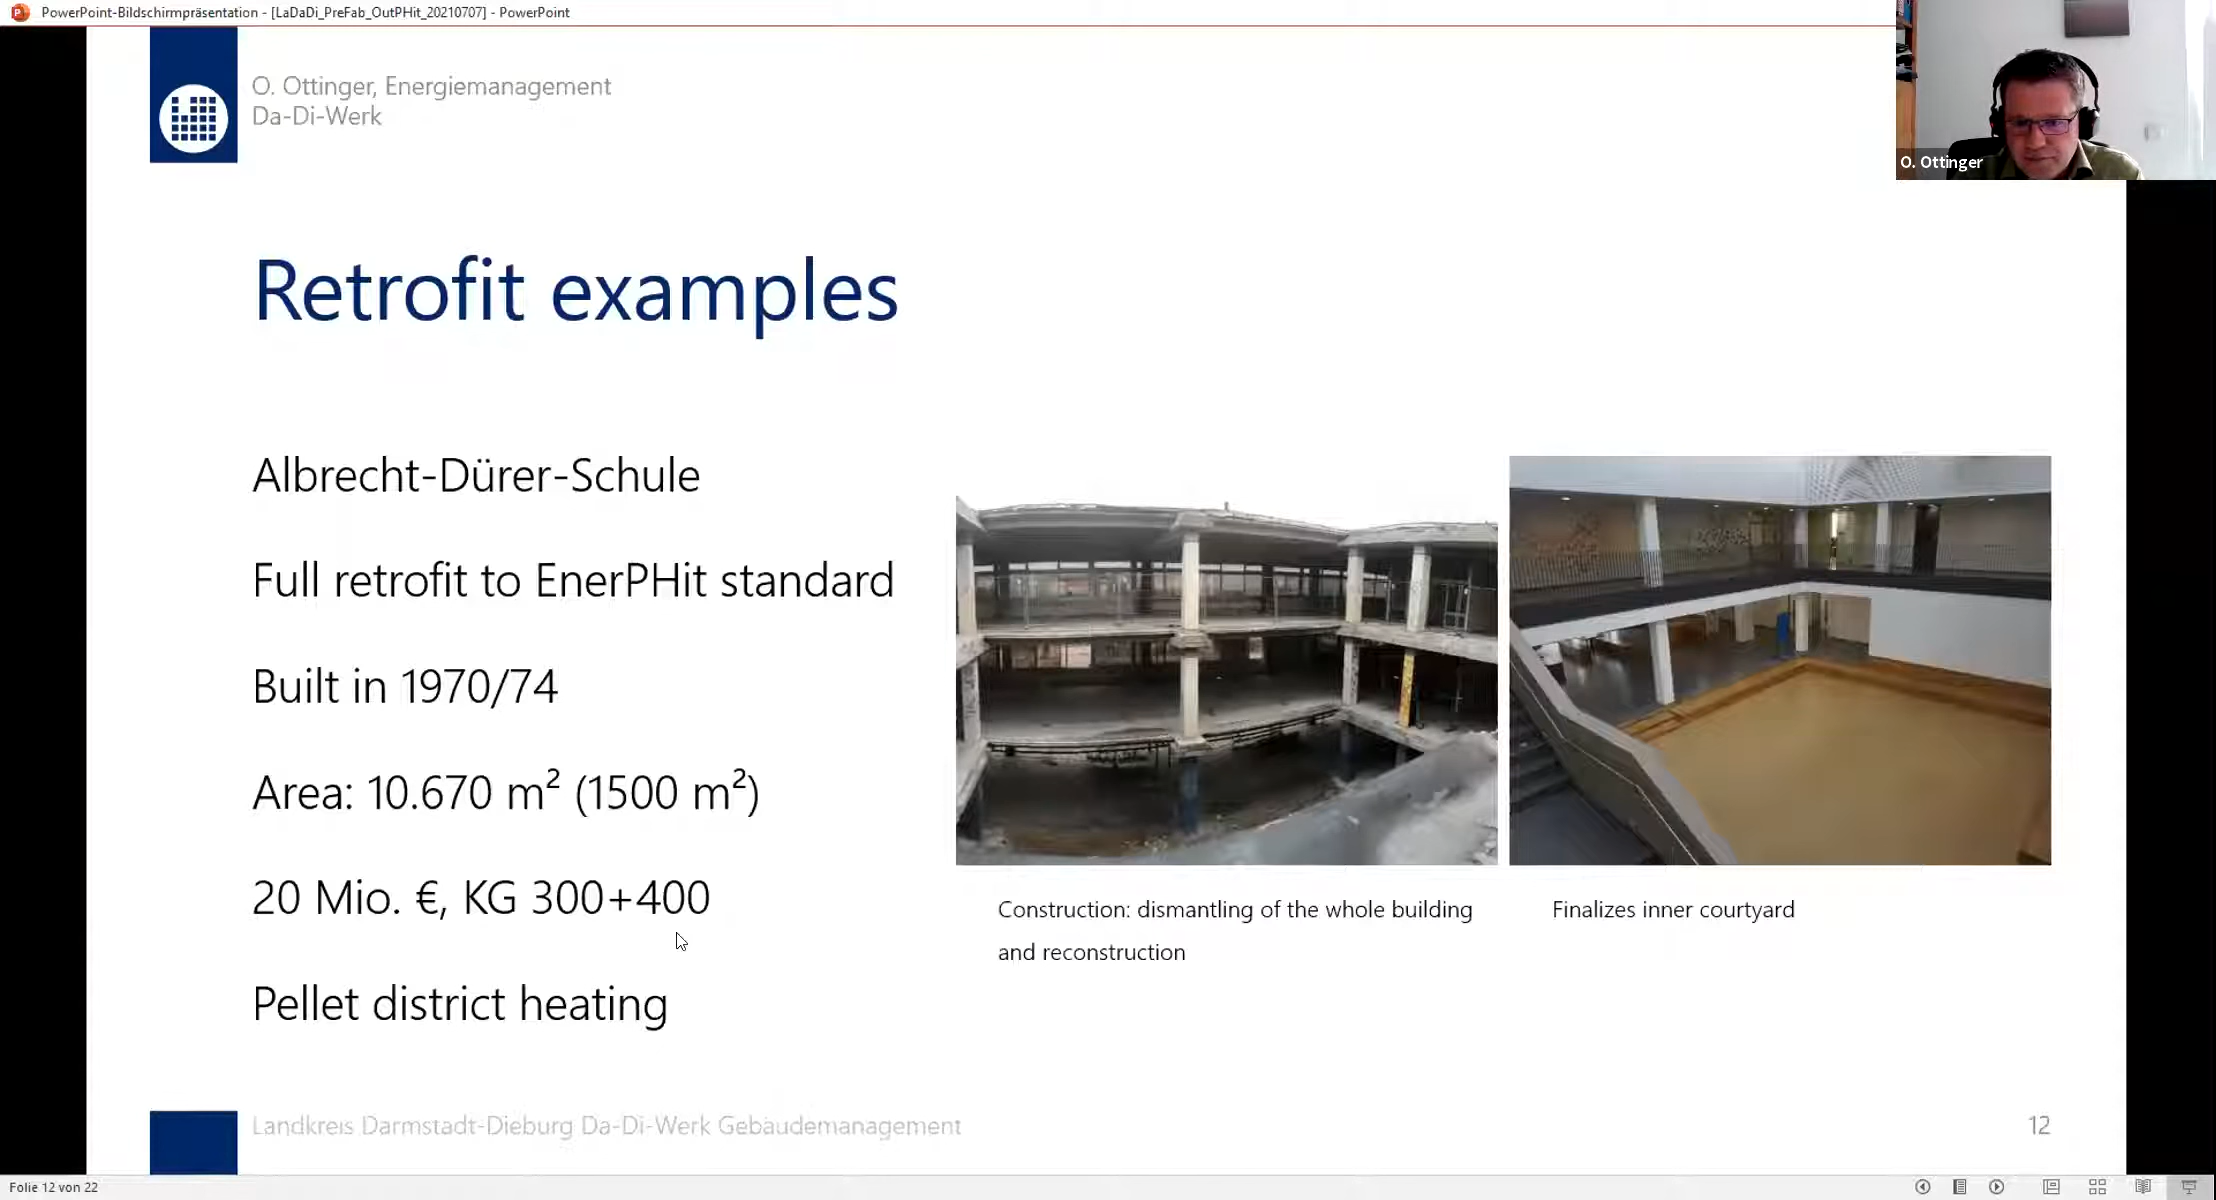 PowerPoint-Bildschirmpräsentation - [LaDaDi_PreFab_OutPHit_20210707] - PowerPoint
O. Ottinger, Energiemanagement
Da-Di-Werk
O. Ottinger
Retrofit examples
Albrecht-Dürer-Schule
Full retrofit to EnerPHit standard
Built in 1970/74
Area: 10.670 m² (1500 m²)
20 Mio. €, KG 300+400
Pellet district heating
Construction: dismantling of the whole building
and reconstruction
Finalizes inner courtyard
Landkreis Darmstadt-Dieburg Da-Di-Werk Gebäudemanagement
12
Folie 12 von 22